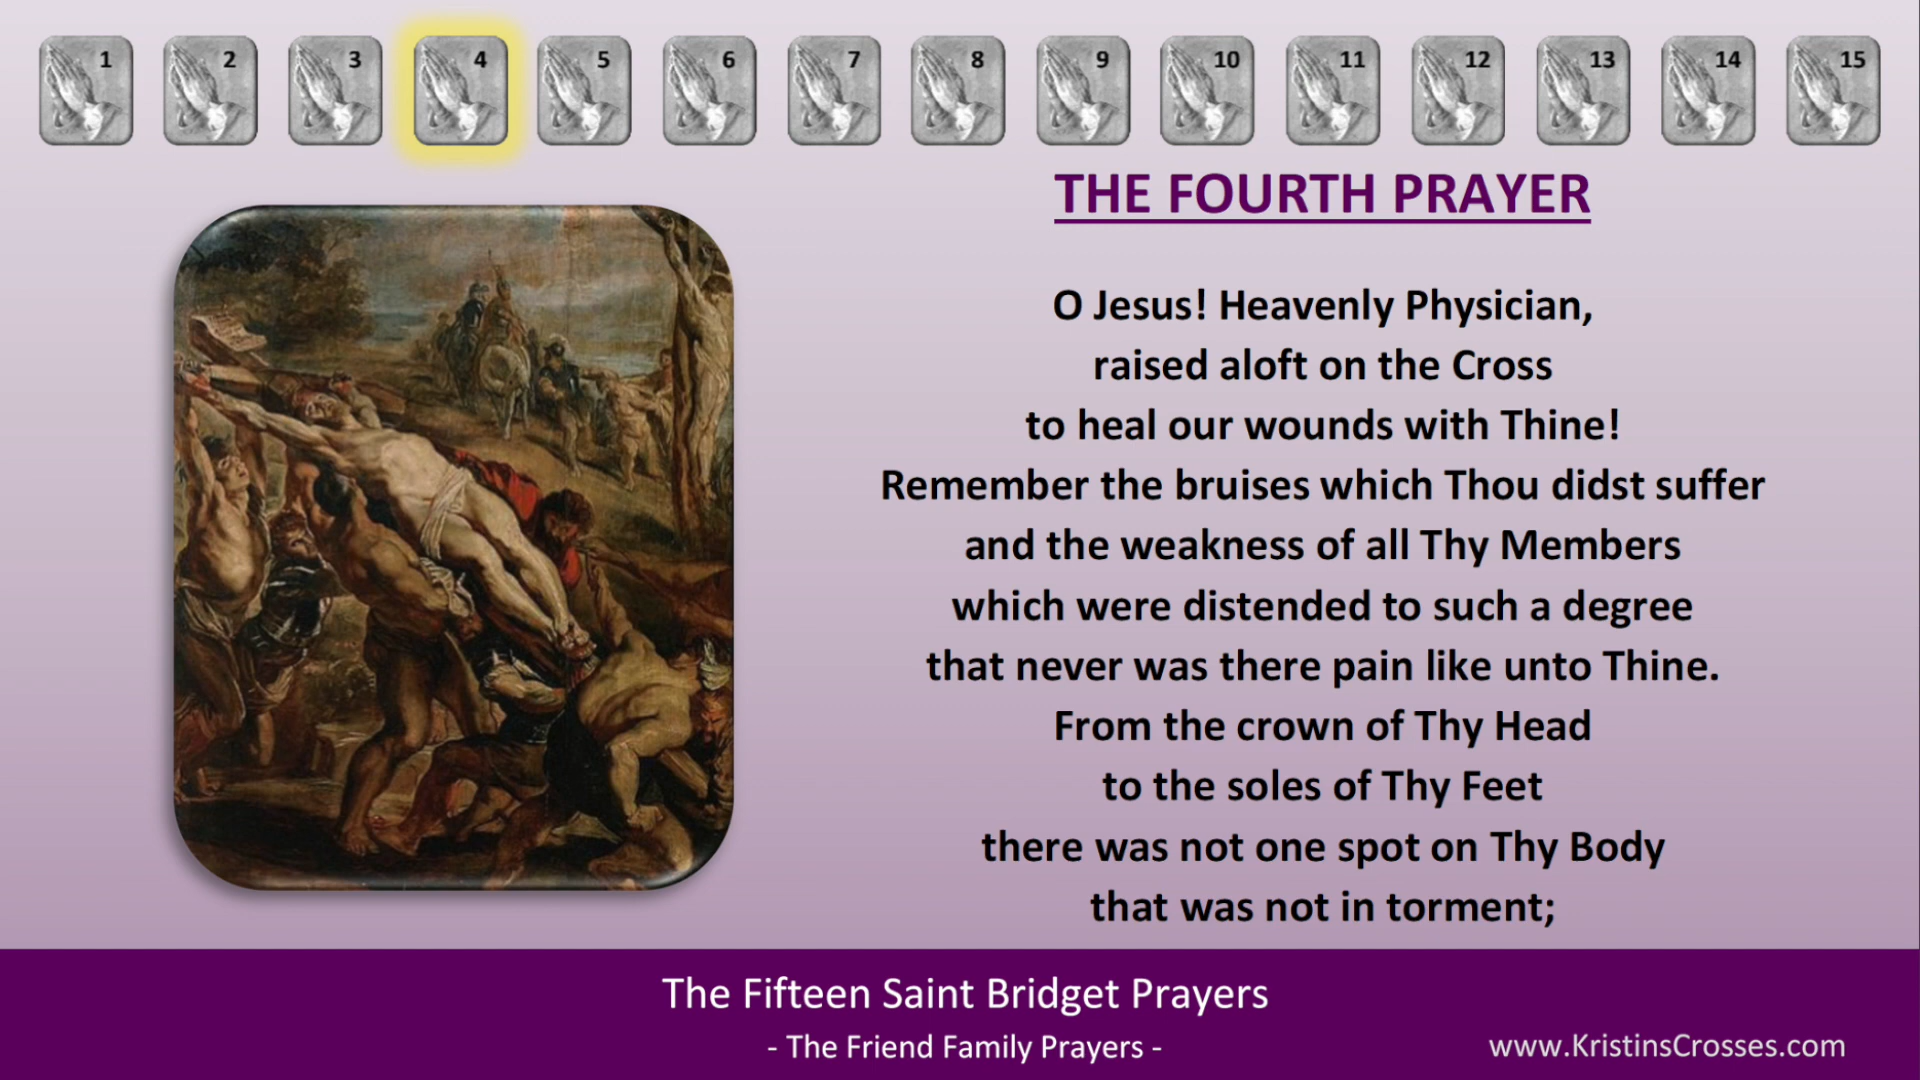 1 2 3 4 5 6 7 8 9 10 11 12 13 14 15
THE FOURTH PRAYER
O Jesus! Heavenly Physician,
raised aloft on the Cross
to heal our wounds with Thine!
Remember the bruises which Thou didst suffer
and the weakness of all Thy Members
which were distended to such a degree
that never was there pain like unto Thine.
From the crown of Thy Head
to the soles of Thy Feet
there was not one spot on Thy Body
that was not in torment;
The Fifteen Saint Bridget Prayers
- The Friend Family Prayers -
www.KristinsCrosses.com